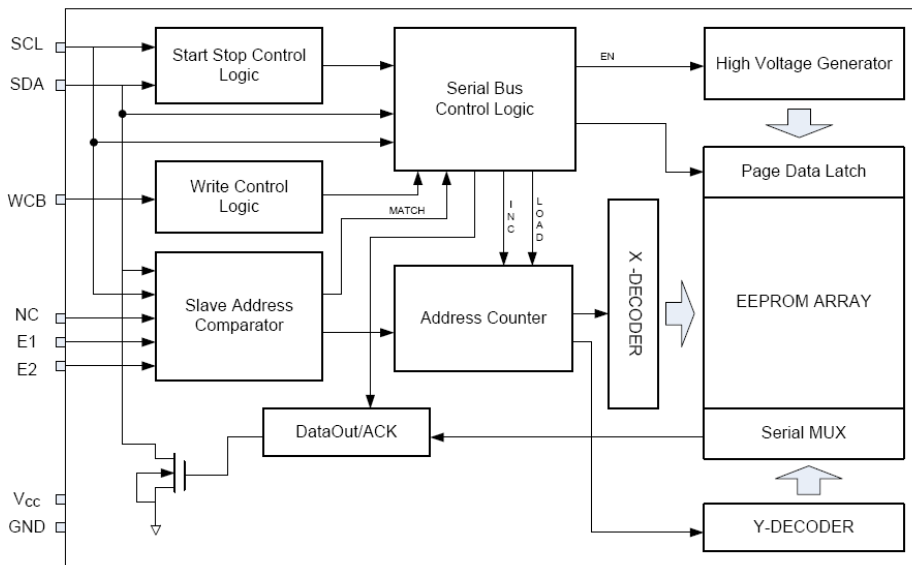 SCL
SDA
WCB
NC
E1
E2
Vcc
GND
Start Stop Control
Logic
Write Control
Logic
Slave Address
Comparator
Serial Bus
Control Logic
EN
High Voltage Generator
MATCH
INC
LOAD
Address Counter
X -DECODER
Page Data Latch
EEPROM ARRAY
Serial MUX
DataOut/ACK
Y-DECODER